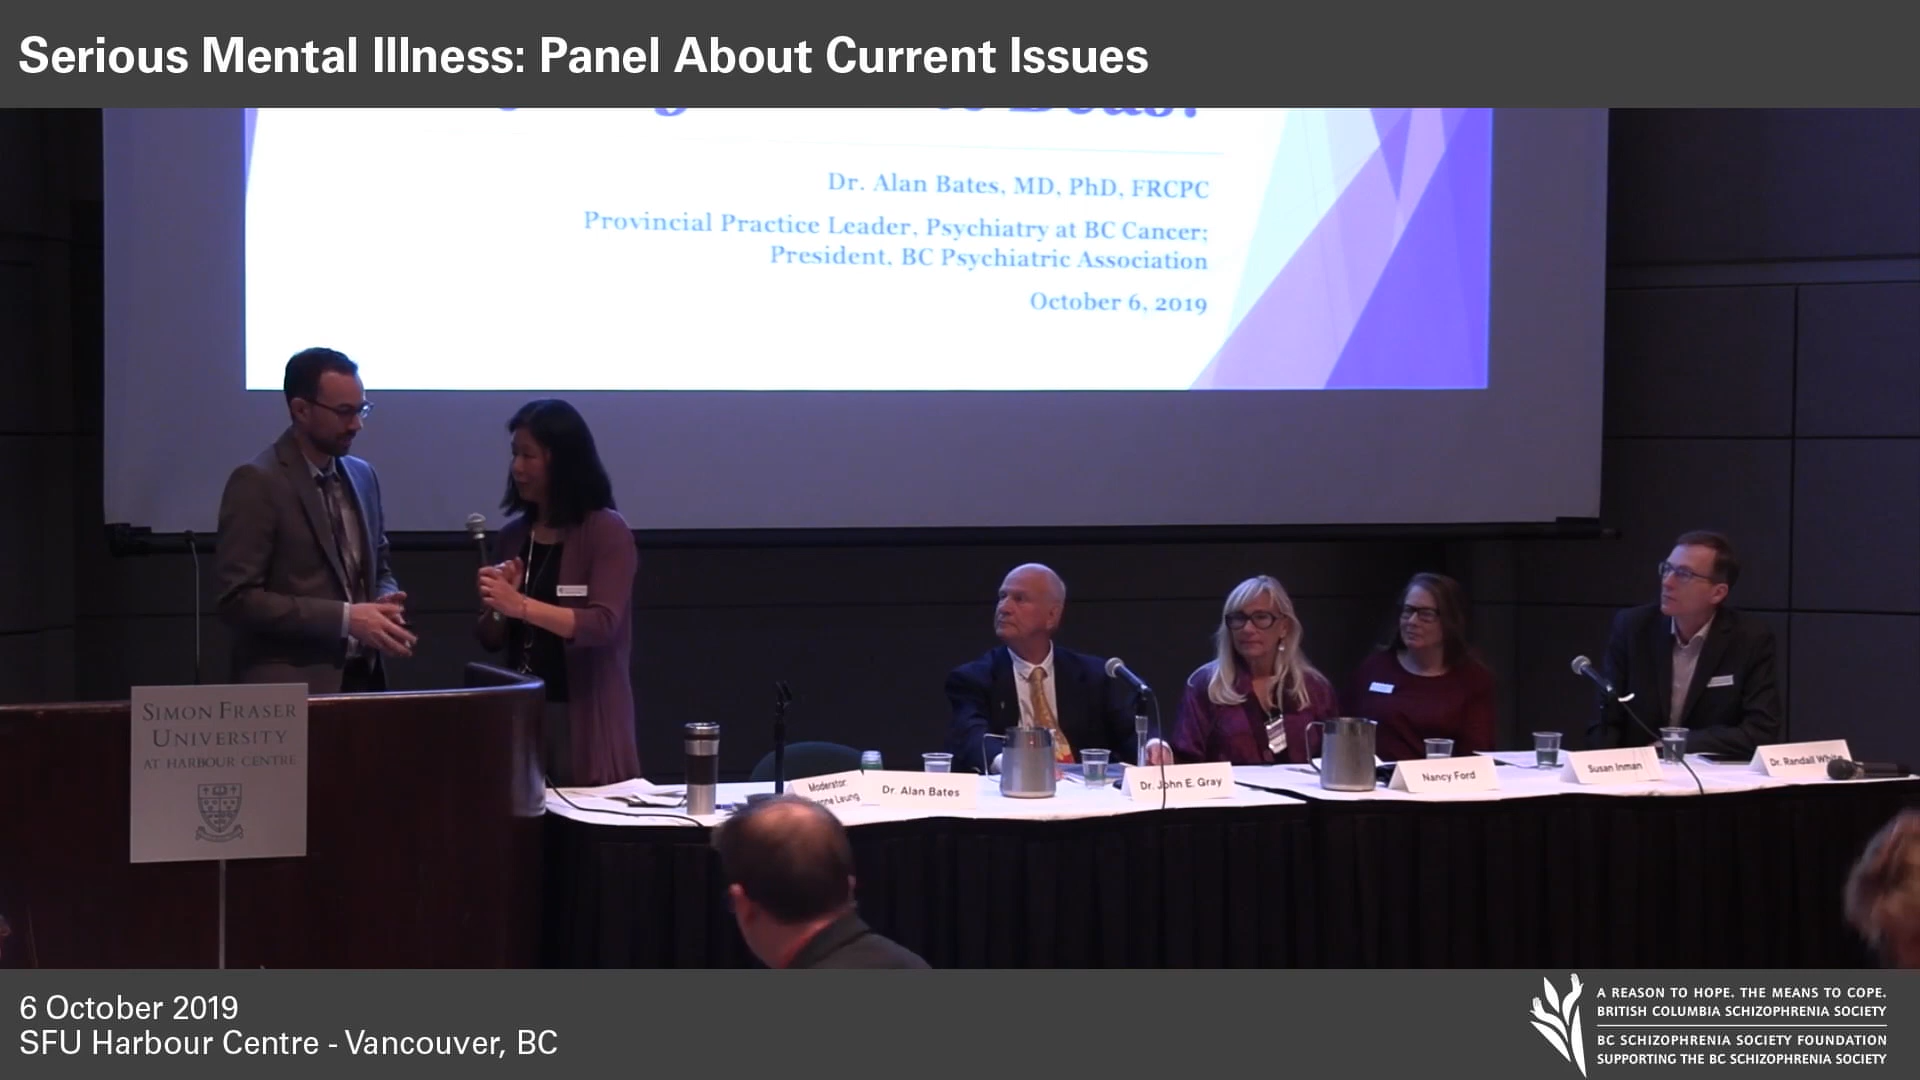 Serious Mental Illness: Panel About Current Issues
Dr. Alan Bates, MD, PhD, FRCPC
Provincial Practice Leader, Psychiatry at BC Cancer;
President, BC Psychiatric Association
October 6, 2019
SIMON FRASER
UNIVERSITY
AT HARBOUR CENTRE
Moderator:
Leung
Dr. Alan Bates
Dr. John E. Gray
Nancy Ford
Susan Inman
Dr. Randall White
6 October 2019
SFU Harbour Centre - Vancouver, BC
A REASON TO HOPE. THE MEANS TO COPE.
BRITISH COLUMBIA SCHIZOPHRENIA SOCIETY
BC SCHIZOPHRENIA SOCIETY FOUNDATION
SUPPORTING THE BC SCHIZOPHRENIA SOCIETY